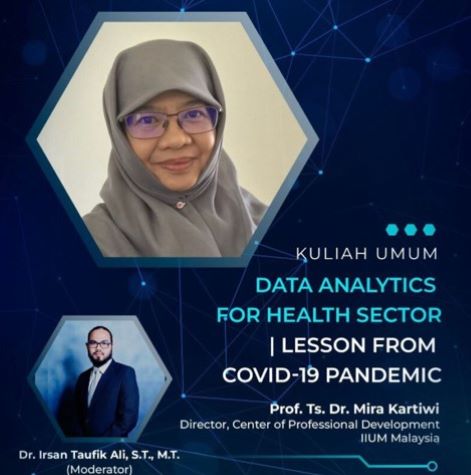 KULIAH UMUM
DATA ANALYTICS
FOR HEALTH SECTOR
| LESSON FROM
COVID-19 PANDEMIC
Prof. Ts. Dr. Mira Kartiwi
Director, Center of Professional Development
IIUM Malaysia
Dr. Irsan Taufik Ali, S.T., M.T.
(Moderator)